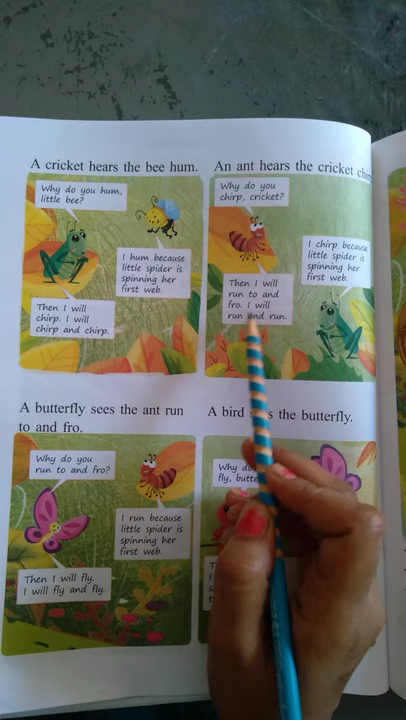 A cricket hears the bee hum.
Why do you hum,
little bee?
I hum because
little spider is
spinning her
first web.
Then I will
chirp. I will
chirp and chirp.
An ant hears the cricket
Why do you
chirp, cricket?
I chirp because
little spider is
spinning her
first web.
Then I will
run to and
fro. I will
run and run.
A butterfly sees the ant run
to and fro.
Why do you
run to and fro?
I run because
little spider is
spinning her
first web.
Then I will fly.
I will fly and fly.
A bird the butterfly.
Why
fly,